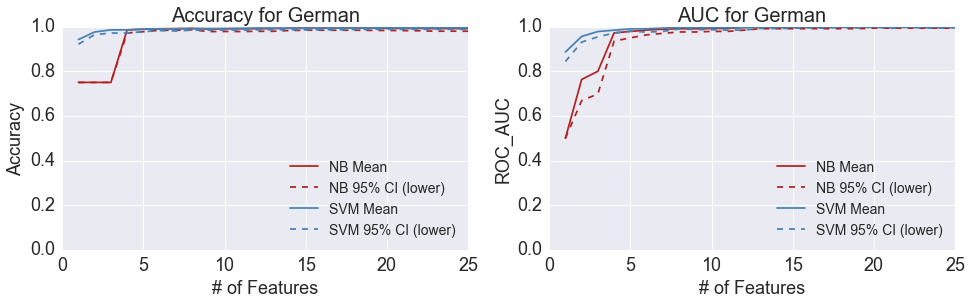 Accuracy for German
1.0
0.8
0.6
0.4
0.2
0.0
Accuracy
NB Mean
NB 95% CI (lower)
SVM Mean
SVM 95% CI (lower)
0 5 10 15 20 25
# of Features
AUC for German
1.0
0.8
0.6
0.4
0.2
0.0
ROC_AUC
NB Mean
NB 95% CI (lower)
SVM Mean
SVM 95% CI (lower)
0 5 10 15 20 25
# of Features